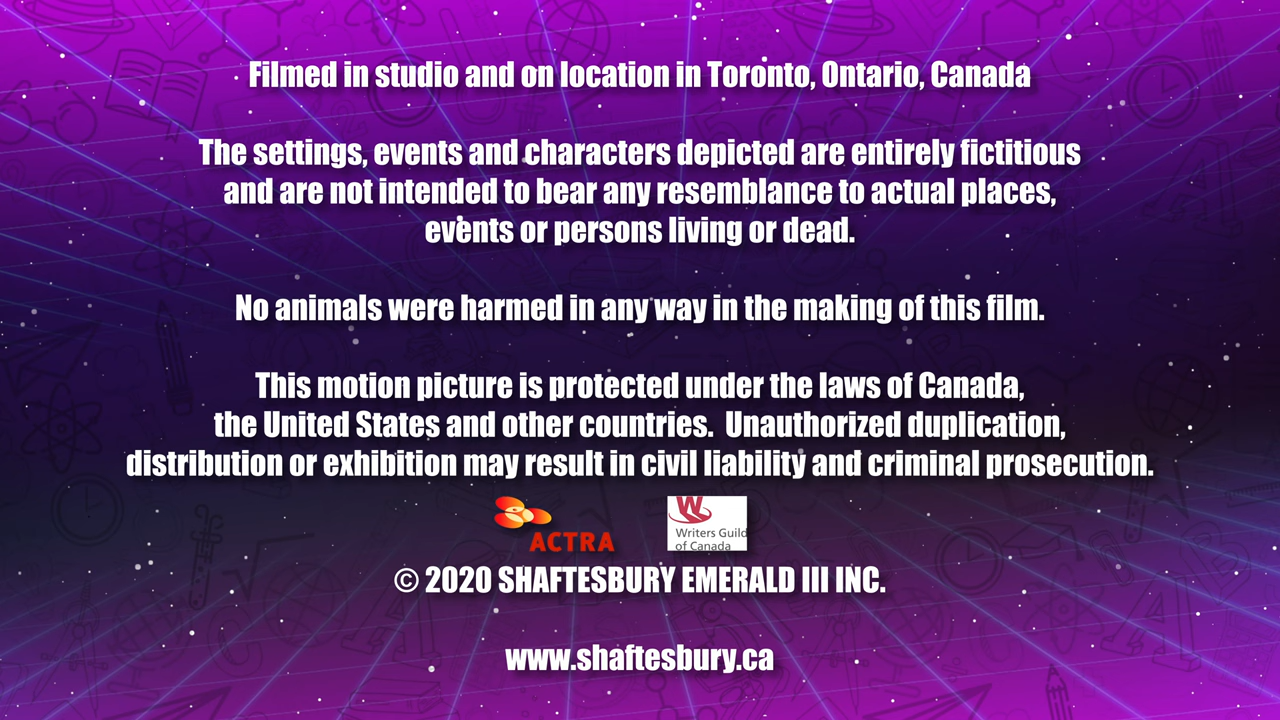 Filmed in studio and on location in Toronto, Ontario, Canada
The settings, events and characters depicted are entirely fictitious
and are not intended to bear any resemblance to actual places,
events or persons living or dead.
No animals were harmed in any way in the making of this film.
This motion picture is protected under the laws of Canada,
the United States and other countries.  Unauthorized duplication,
distribution or exhibition may result in civil liability and criminal prosecution.
ACTRA
W
Writers Guild
of Canada
© 2020 SHAFTESBURY EMERALD III INC.
www.shaftesbury.ca